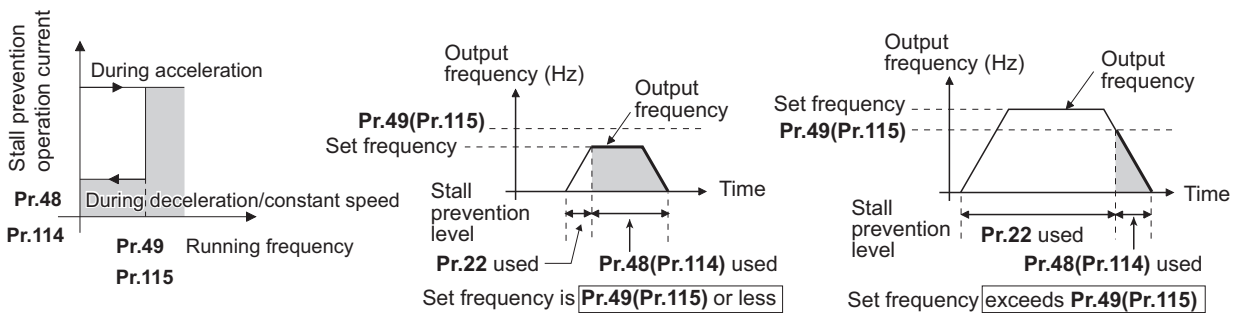 Stall prevention
operation current
During acceleration
Pr.48
During deceleration/constant speed
Pr.114
Pr.49
Running frequency
Pr.115
Output
frequency (Hz)
Output
frequency
Pr.49(Pr.115)
Set frequency
Time
Stall
prevention
level
Pr.22 used
Pr.48(Pr.114) used
Set frequency is Pr.49(Pr.115) or less
Output
frequency (Hz)
Output
frequency
Set frequency
Pr.49(Pr.115)
Time
Stall
prevention
level
Pr.22 used
Pr.48(Pr.114) used
Set frequency exceeds Pr.49(Pr.115)